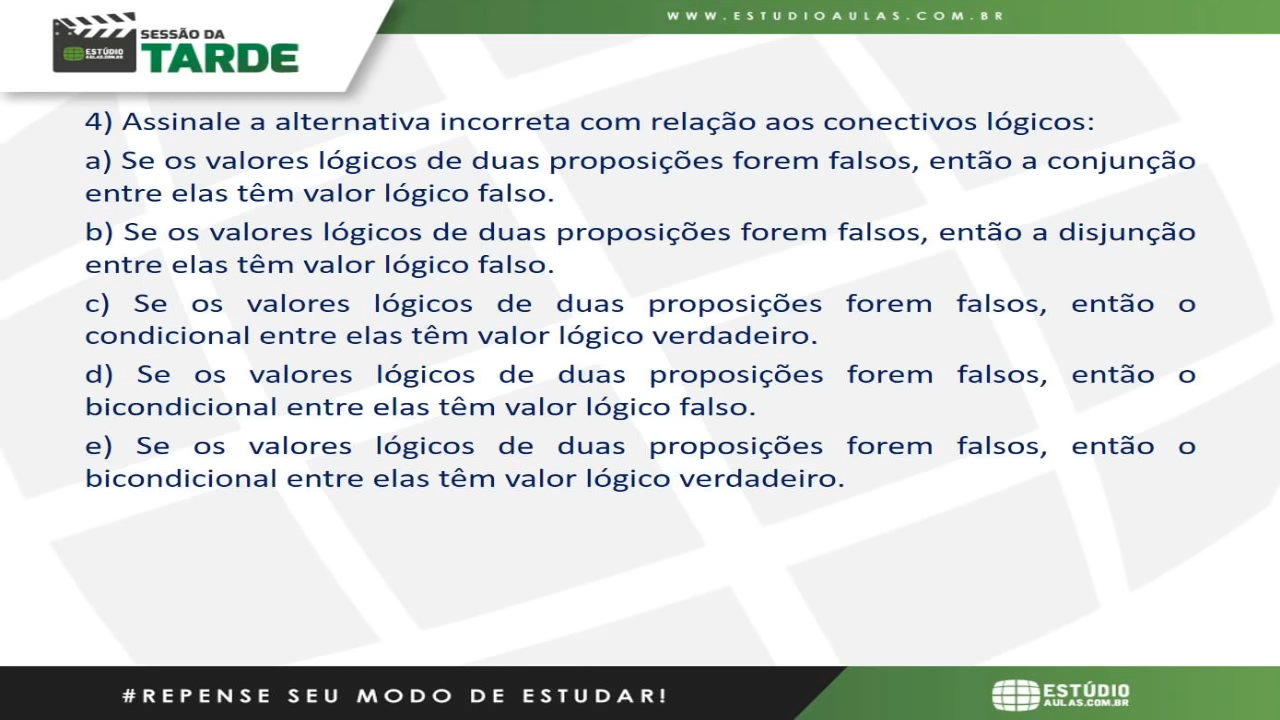 WWW.ESTUDIOAULAS.COM.BR
SESSÃO DA
TARDE
ESTÚDIO
AULAS.COM.BR
4) Assinale a alternativa incorreta com relação aos conectivos lógicos:
a) Se os valores lógicos de duas proposições forem falsos, então a conjunção
entre elas têm valor lógico falso.
b) Se os valores lógicos de duas proposições forem falsos, então a disjunção
entre elas têm valor lógico falso.
c) Se os valores lógicos de duas proposições forem falsos, então o
condicional entre elas têm valor lógico verdadeiro.
d) Se os valores lógicos de duas proposições forem falsos, então o
bicondicional entre elas têm valor lógico falso.
e) Se os valores lógicos de duas proposições forem falsos, então o
bicondicional entre elas têm valor lógico verdadeiro.
#REPENSE SEU MODO DE ESTUDAR!
ESTÚDIO
AULAS.COM.BR